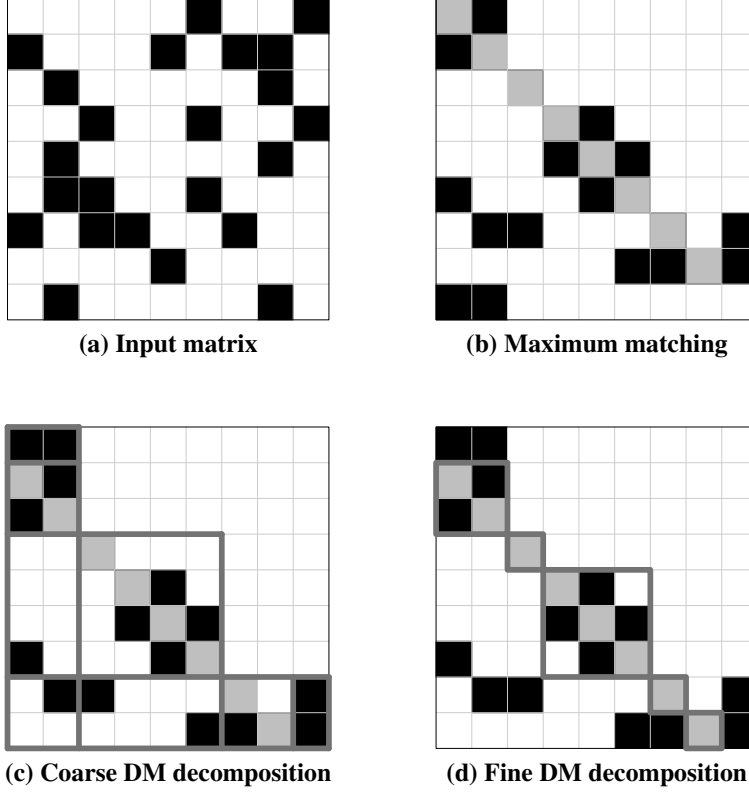 (a) Input matrix
(b) Maximum matching
(c) Coarse DM decomposition
(d) Fine DM decomposition